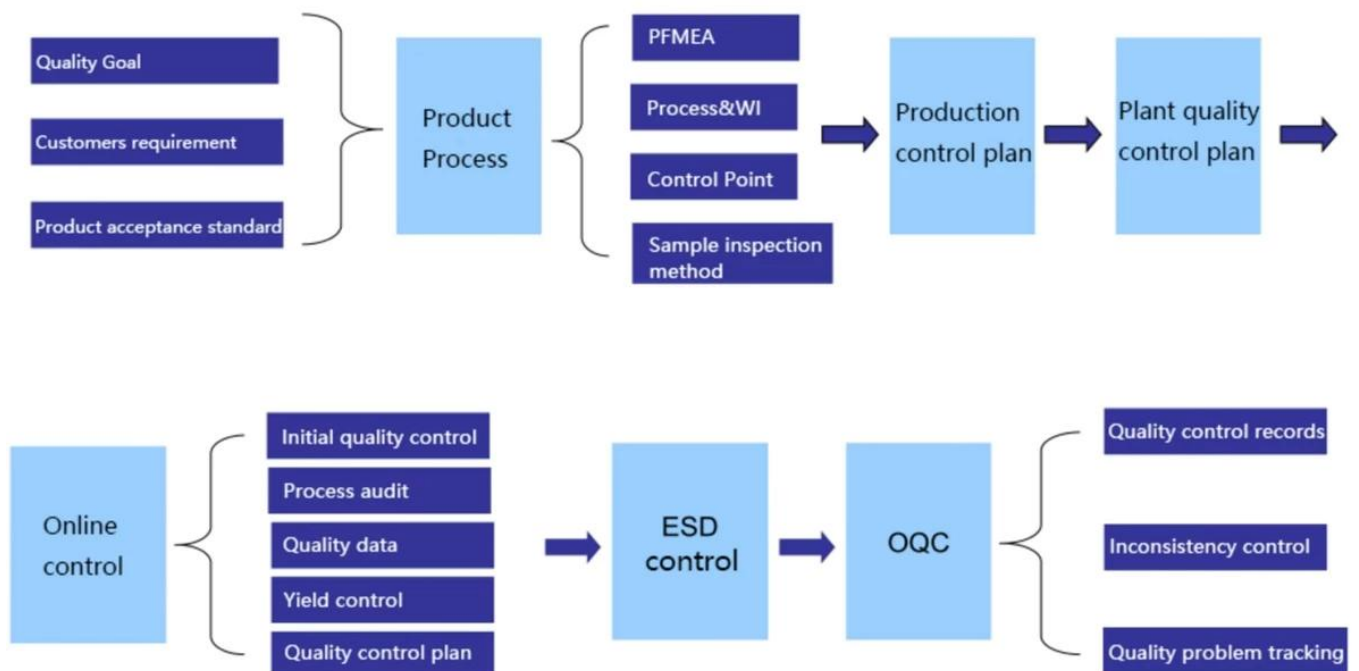 Quality Goal
Customers requirement
Product acceptance standard
Product
Process
PFMEA
Process&WI
Control Point
Sample inspection
method
Production
control plan
Plant quality
control plan
Online
control
Initial quality control
Process audit
Quality data
Yield control
Quality control plan
ESD
control
OQC
Quality control records
Inconsistency control
Quality problem tracking